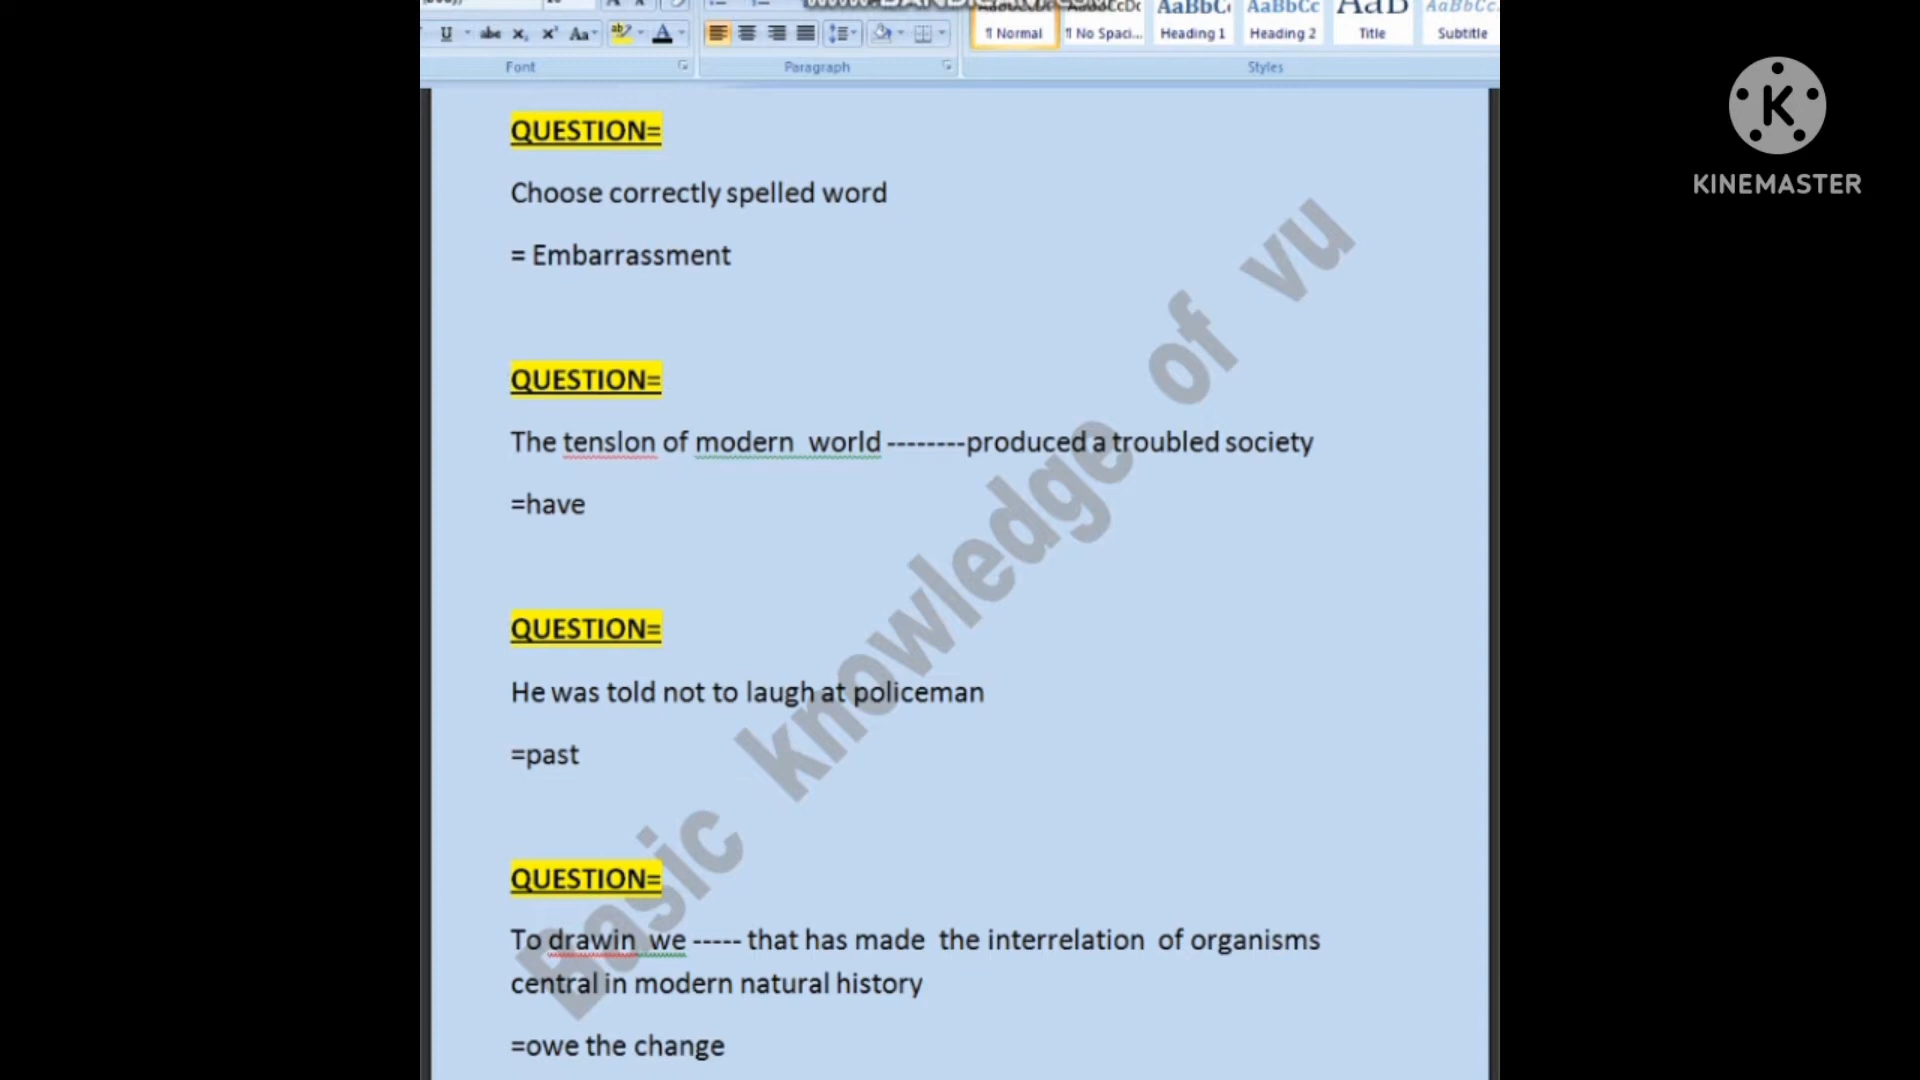 U abe X₂ X² Aa ab A
¶ Normal ¶ No Spaci... Heading 1 Heading 2 Title Subtitle
Font Paragraph Styles
KINEMASTER
QUESTION=
Choose correctly spelled word
= Embarrassment
QUESTION=
The tenslon of modern world --------produced a troubled society
=have
QUESTION=
He was told not to laugh at policeman
=past
QUESTION=
To drawin we ----- that has made the interrelation of organisms
central in modern natural history
=owe the change
Basic knowledge of vu